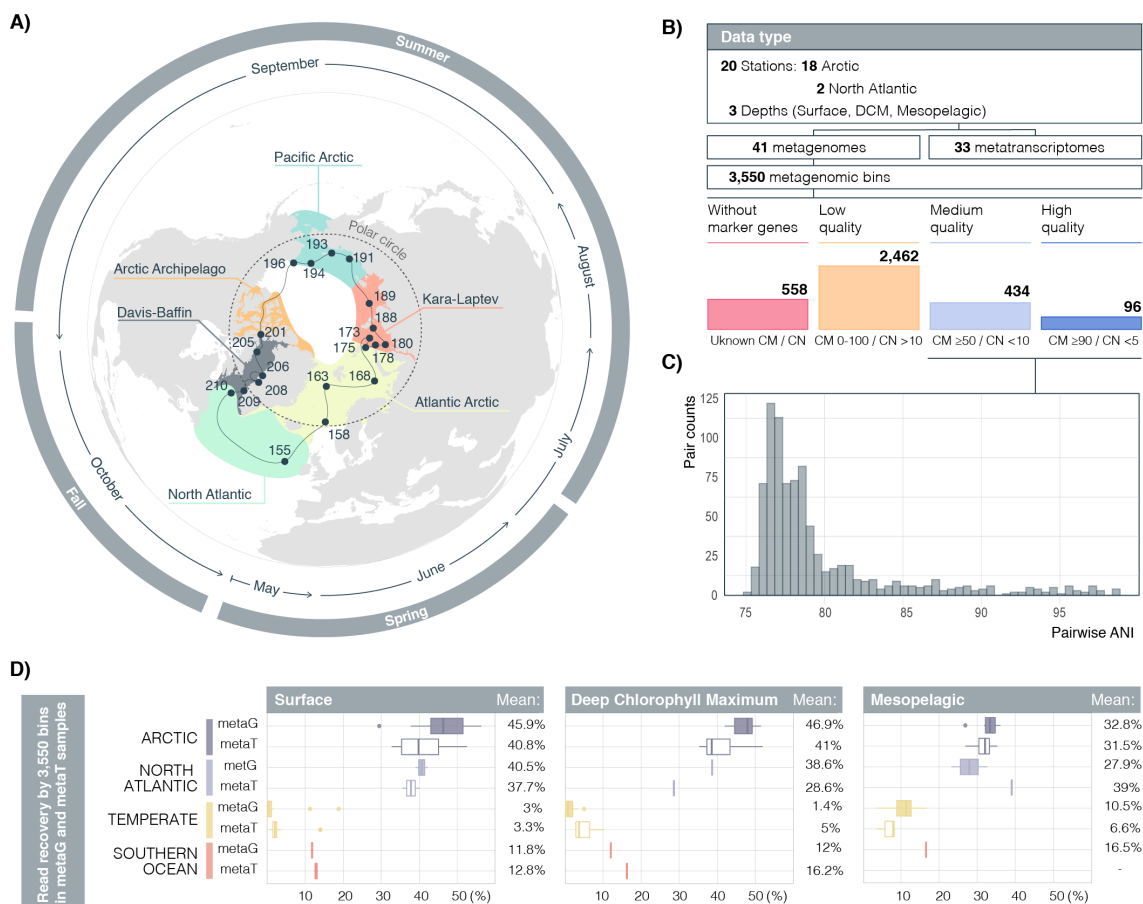 A)
Summer
September
Pacific Arctic
Polar circle
193
191
196
194
August
Arctic Archipelago
189
Kara-Laptev
Davis-Baffin
188
173
201
180
205
175
178
206
163
168
210
208
209
Atlantic Arctic
158
July
155
October
North Atlantic
Fall
June
May
Spring
B)
Data type
20 Stations: 18 Arctic
2 North Atlantic
3 Depths (Surface, DCM, Mesopelagic)
41 metagenomes
33 metatranscriptomes
3,550 metagenomic bins
Without marker genes
Low quality
Medium quality
High quality
558
2,462
434
96
Uknown CM / CN
CM 0-100 / CN >10
CM ≥50 / CN <10
CM ≥90 / CN <5
C)
Pair counts
125
100
75
50
25
0
75
80
85
90
95
Pairwise ANI
D)
Read recovery by 3,550 bins
in metaG and metaT samples
Surface Mean:
Deep Chlorophyll Maximum Mean:
Mesopelagic Mean:
ARCTIC
metaG 45.9% 46.9% 32.8%
metaT 40.8% 41% 31.5%
NORTH ATLANTIC
metG 40.5% 38.6% 27.9%
metaT 37.7% 28.6% 39%
TEMPERATE
metaG 3% 1.4% 10.5%
metaT 3.3% 5% 6.6%
SOUTHERN OCEAN
metaG 11.8% 12% 16.5%
metaT 12.8% 16.2% -
10 20 30 40 50 (%)
10 20 30 40 50 (%)
10 20 30 40 50 (%)